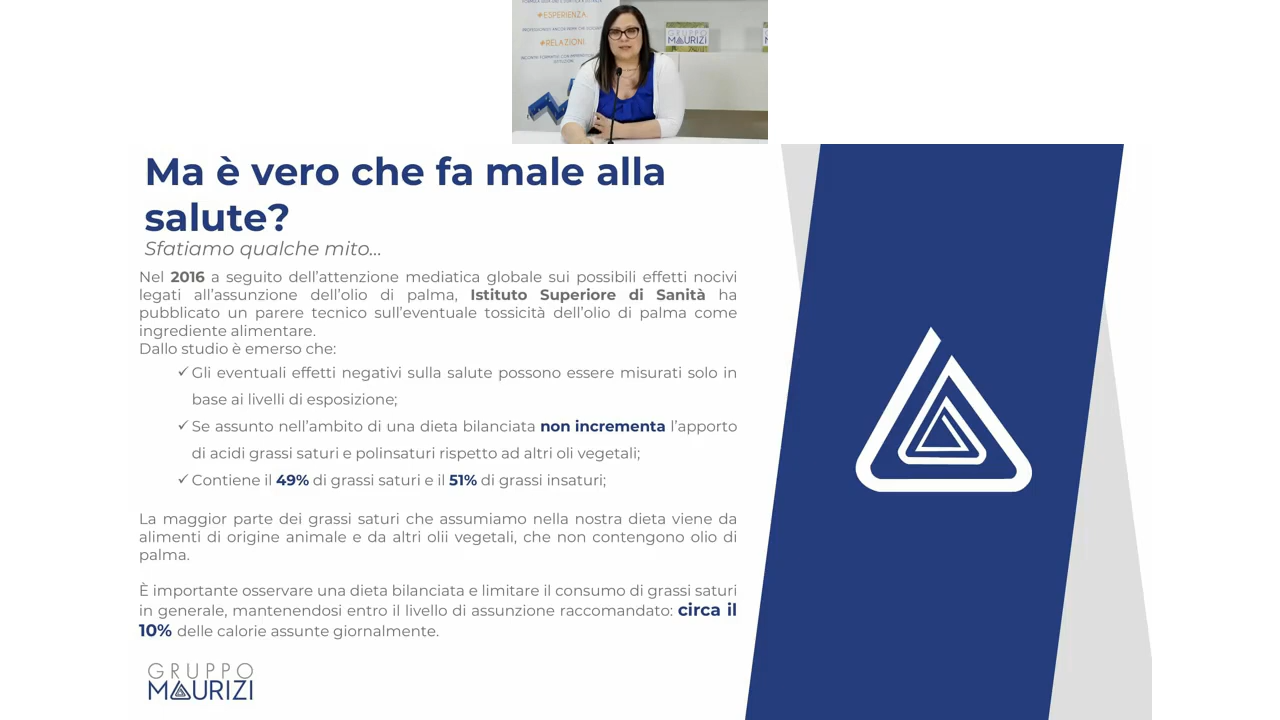 #ESPERIENZA
#RELAZIONI
GRUPPO
MAURIZI
Ma è vero che fa male alla
salute?
Sfatiamo qualche mito...
Nel 2016 a seguito dell'attenzione mediatica globale sui possibili effetti nocivi
legati all'assunzione dell'olio di palma, Istituto Superiore di Sanità ha
pubblicato un parere tecnico sull'eventuale tossicità dell'olio di palma come
ingrediente alimentare.
Dallo studio è emerso che:
✓ Gli eventuali effetti negativi sulla salute possono essere misurati solo in
base ai livelli di esposizione;
✓ Se assunto nell'ambito di una dieta bilanciata non incrementa l'apporto
di acidi grassi saturi e polinsaturi rispetto ad altri oli vegetali;
✓ Contiene il 49% di grassi saturi e il 51% di grassi insaturi;
La maggior parte dei grassi saturi che assumiamo nella nostra dieta viene da
alimenti di origine animale e da altri olii vegetali, che non contengono olio di
palma.
È importante osservare una dieta bilanciata e limitare il consumo di grassi saturi
in generale, mantenendosi entro il livello di assunzione raccomandato: circa il
10% delle calorie assunte giornalmente.
GRUPPO
MAURIZI